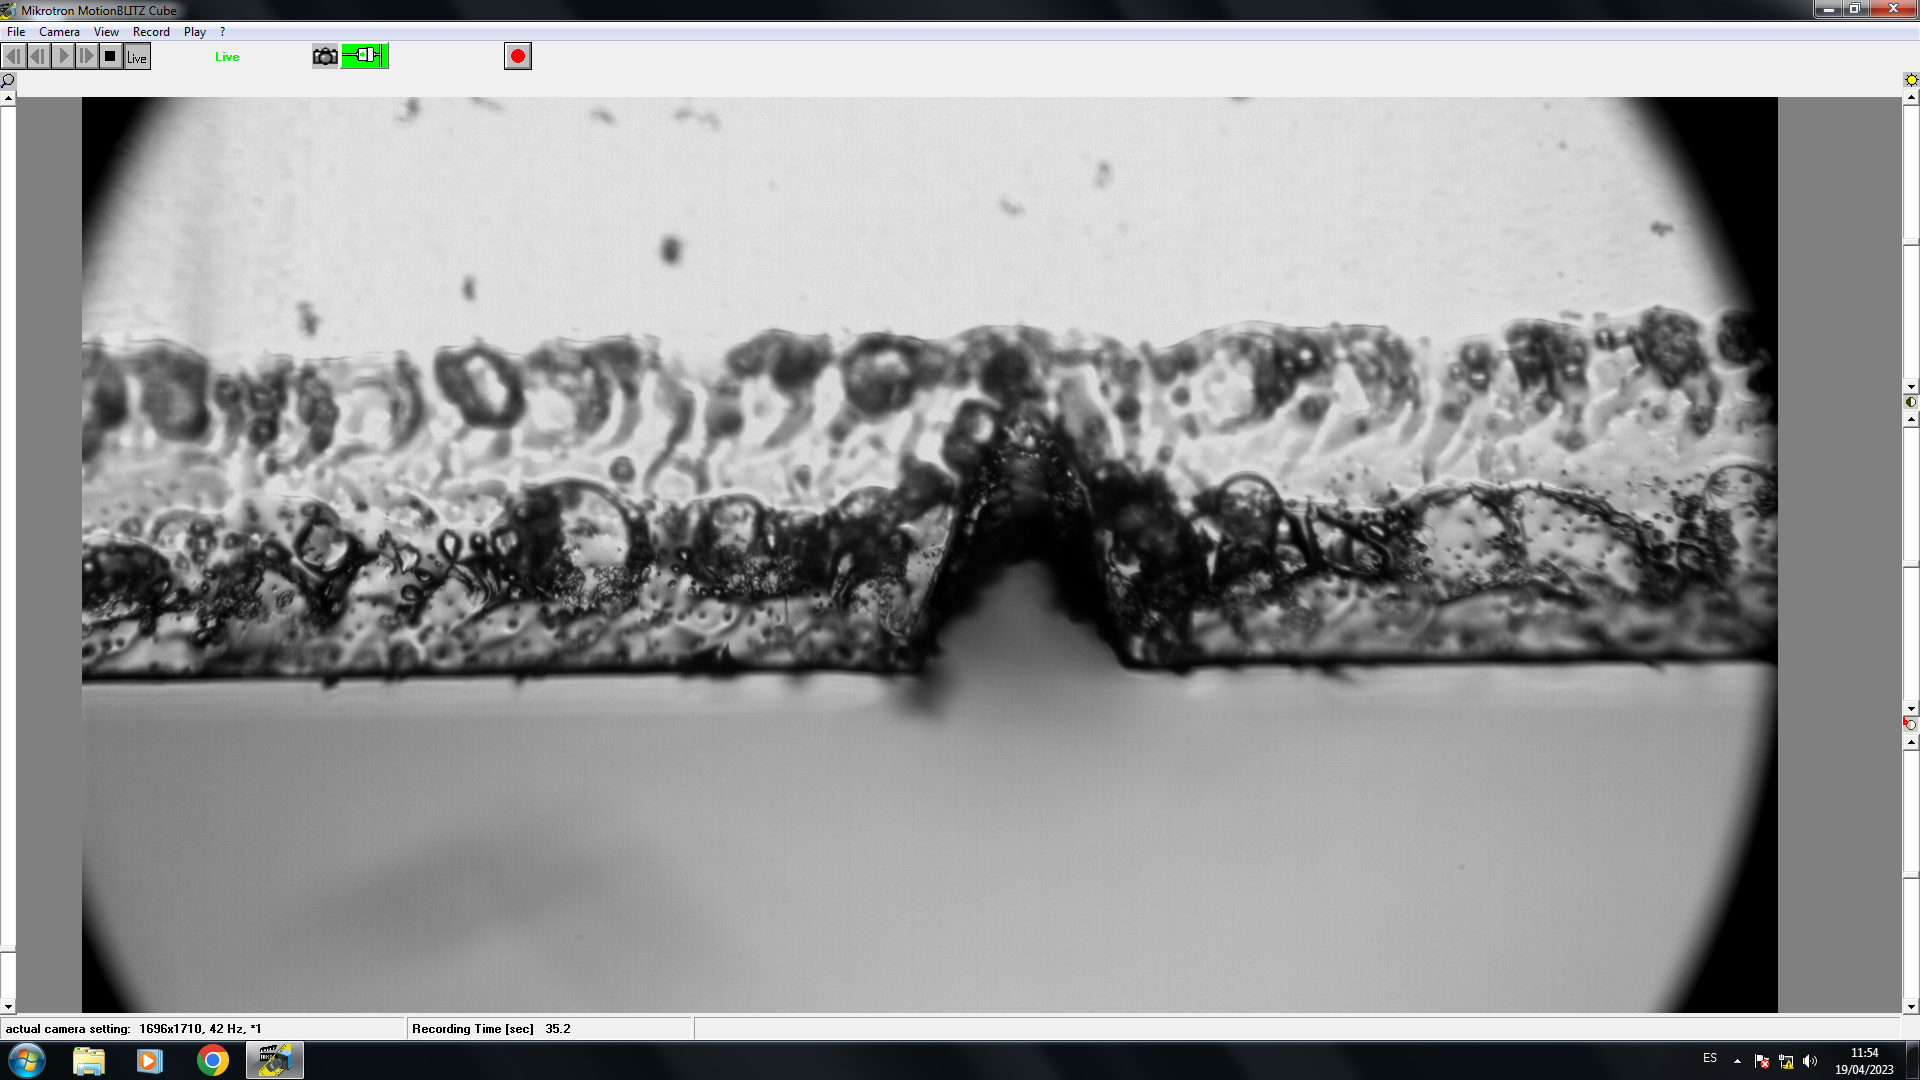 Mikrotron MotionBLITZ Cube
File Camera View Record Play ?
Live Live
actual camera setting: 1696x1710, 42 Hz, *1 Recording Time [sec] 35.2
ES 11:54
19/04/2023